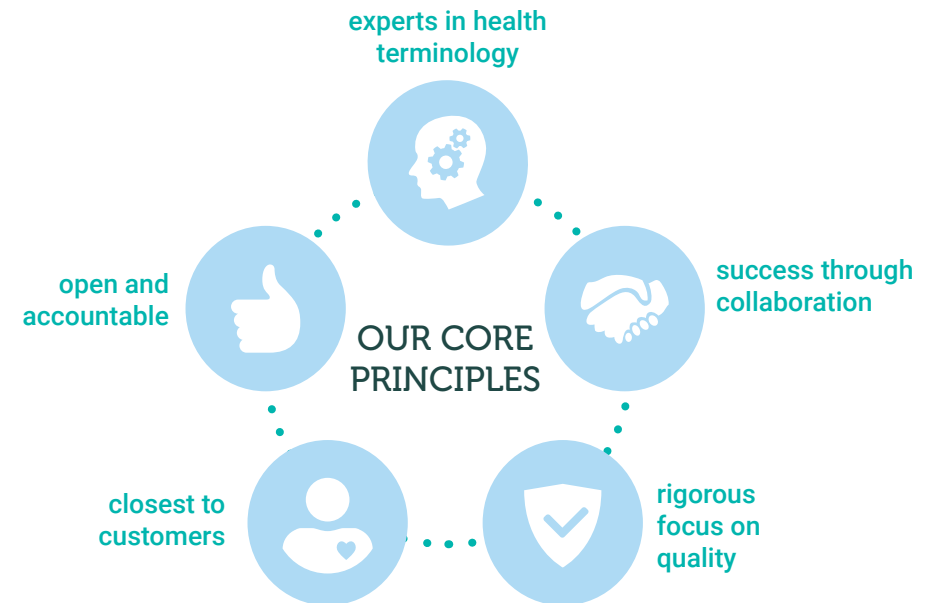 experts in health
terminology
success through
collaboration
rigorous
focus on
quality
closest to
customers
open and
accountable
OUR CORE
PRINCIPLES